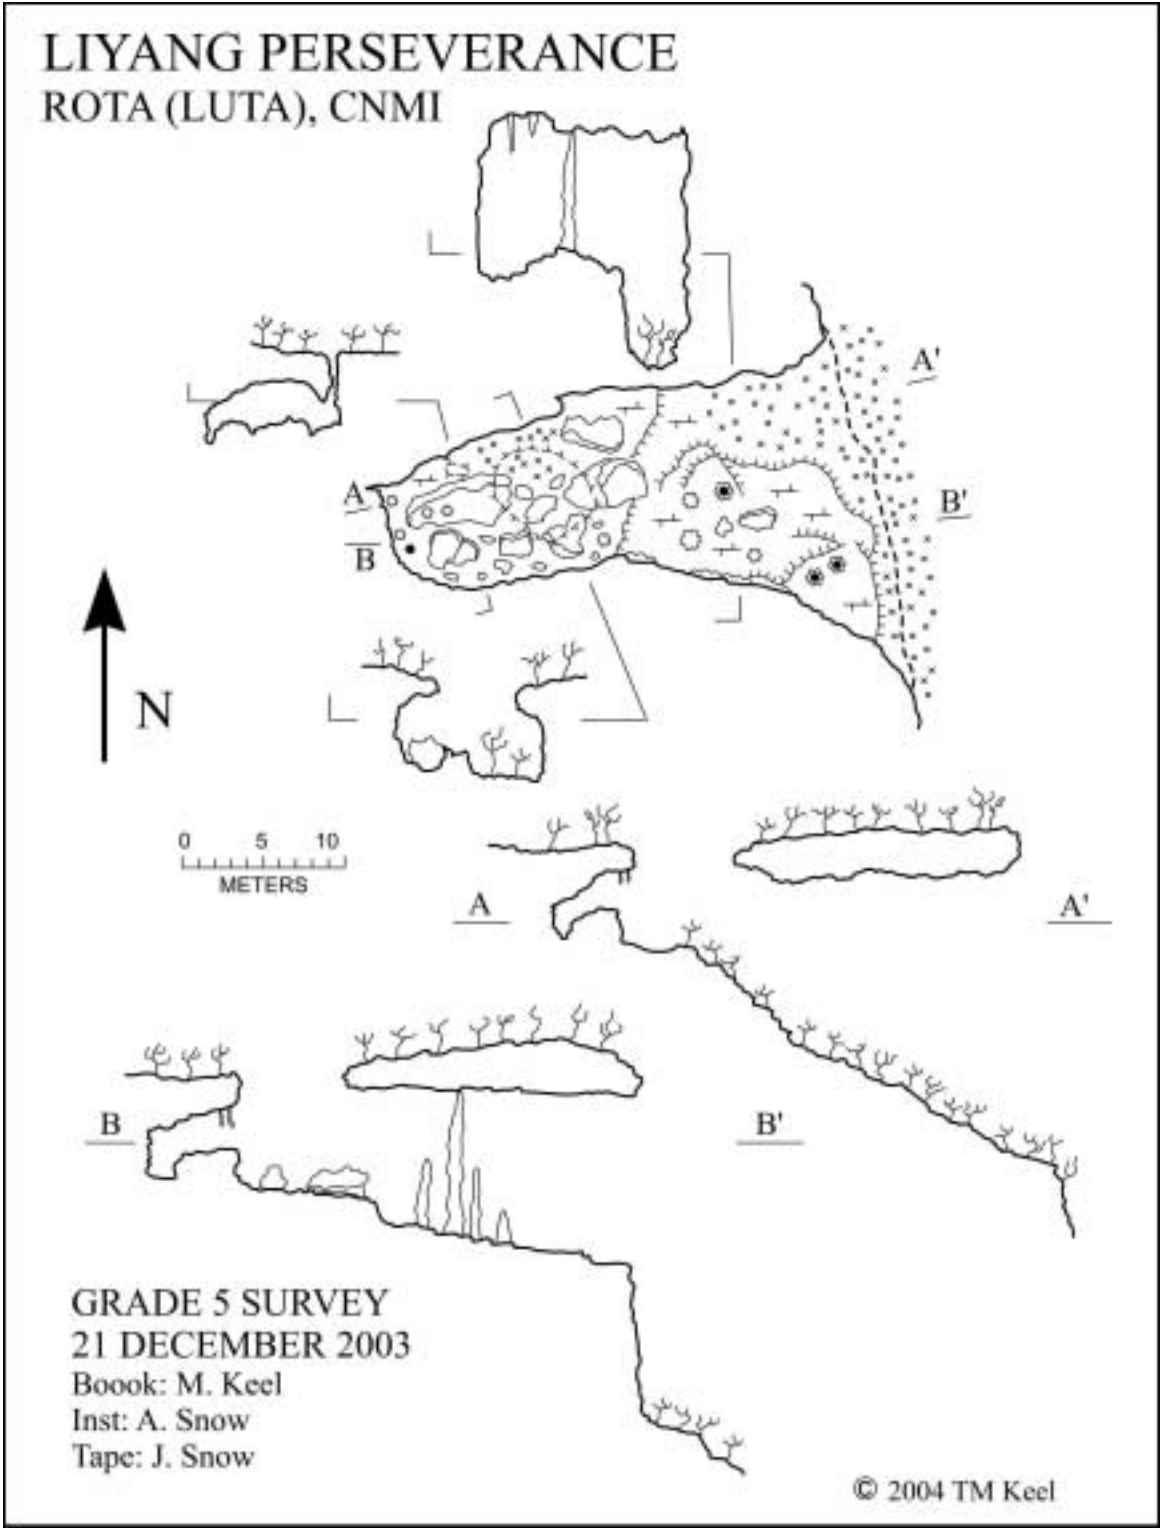 LIYANG PERSEVERANCE
ROTA (LUTA), CNMI
A'
A
B'
B
N
0 5 10
METERS
A
A'
B
B'
GRADE 5 SURVEY
21 DECEMBER 2003
Boook: M. Keel
Inst: A. Snow
Tape: J. Snow
© 2004 TM Keel